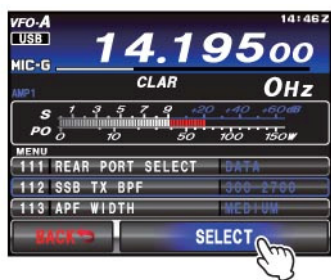 VFO-A 14:46Z
USB
14.19500
MIC-G
CLAR
AMP1 0Hz
S 1 3 5 7 9 +20 +40 +60dB
PO 0 10 50 100 150W
MENU
111 REAR PORT SELECT DATA
112 SSB TX BPF 300-2700
113 APF WIDTH MEDIUM
BACK SELECT